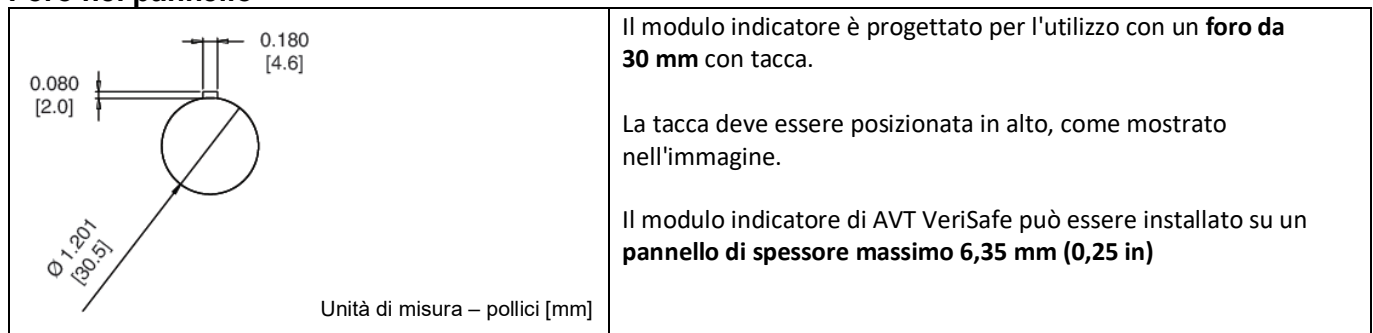 0.180
[4.6]
0.080
[2.0]
Ø 1.201
[30.5]
Unità di misura – pollici [mm]
Il modulo indicatore è progettato per l'utilizzo con un foro da
30 mm con tacca.
La tacca deve essere posizionata in alto, come mostrato
nell'immagine.
Il modulo indicatore di AVT VeriSafe può essere installato su un
pannello di spessore massimo 6,35 mm (0,25 in)